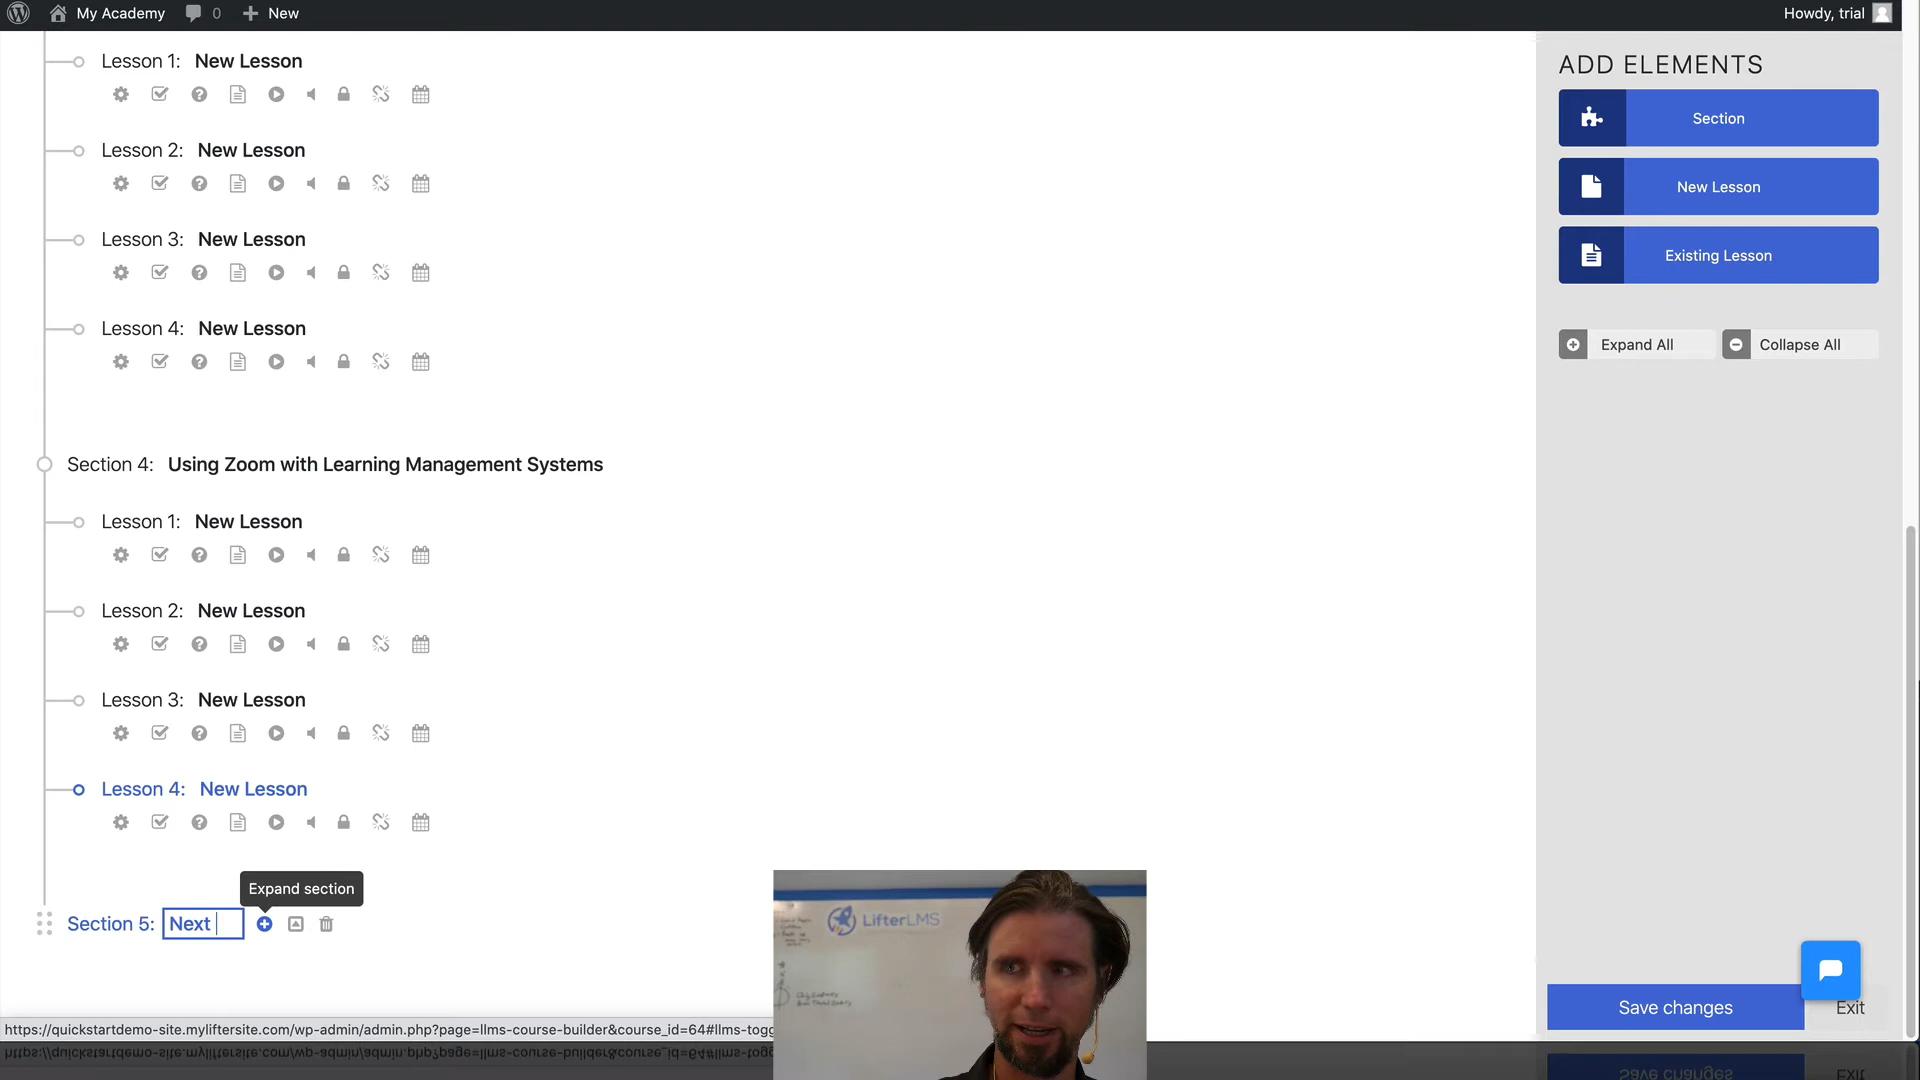 My Academy
0
New
Howdy, trial
Lesson 1: New Lesson
Lesson 2: New Lesson
Lesson 3: New Lesson
Lesson 4: New Lesson
Section 4: Using Zoom with Learning Management Systems
Lesson 1: New Lesson
Lesson 2: New Lesson
Lesson 3: New Lesson
Lesson 4: New Lesson
Expand section
Section 5: Next
ADD ELEMENTS
Section
New Lesson
Existing Lesson
Expand All
Collapse All
LifterLMS
Save changes
Exit
https://quickstartdemo-site.myliftersite.com/wp-admin/admin.php?page=llms-course-builder&course_id=64#llms-togg